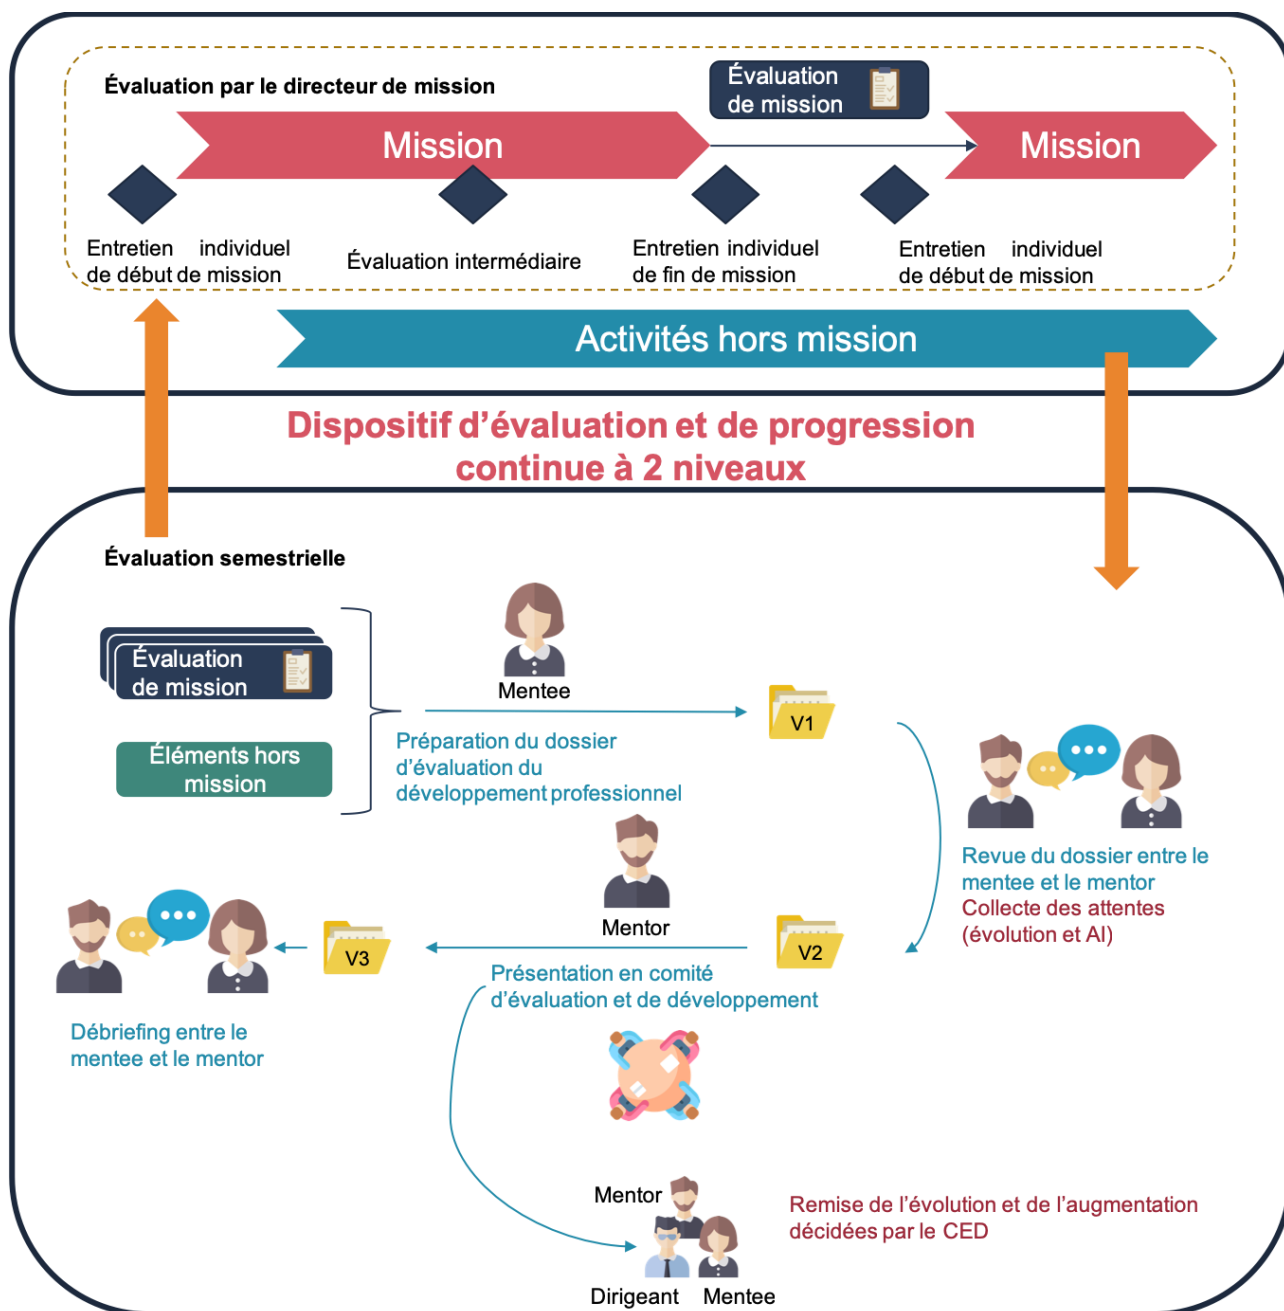 Évaluation par le directeur de mission
Évaluation
de mission
Mission
Mission
Entretien individuel
de début de mission
Évaluation intermédiaire
Entretien individuel
de fin de mission
Entretien individuel
de début de mission
Activités hors mission
Dispositif d’évaluation et de progression
continue à 2 niveaux
Évaluation semestrielle
Évaluation
de mission
Éléments hors
mission
Mentee
Préparation du dossier
d’évaluation du
développement professionnel
V1
Revue du dossier entre le
mentee et le mentor
Collecte des attentes
(évolution et AI)
Mentor
V2
Présentation en comité
d’évaluation et de développement
V3
Débriefing entre le
mentee et le mentor
Mentor
Dirigeant
Mentee
Remise de l’évolution et de l’augmentation
décidées par le CED